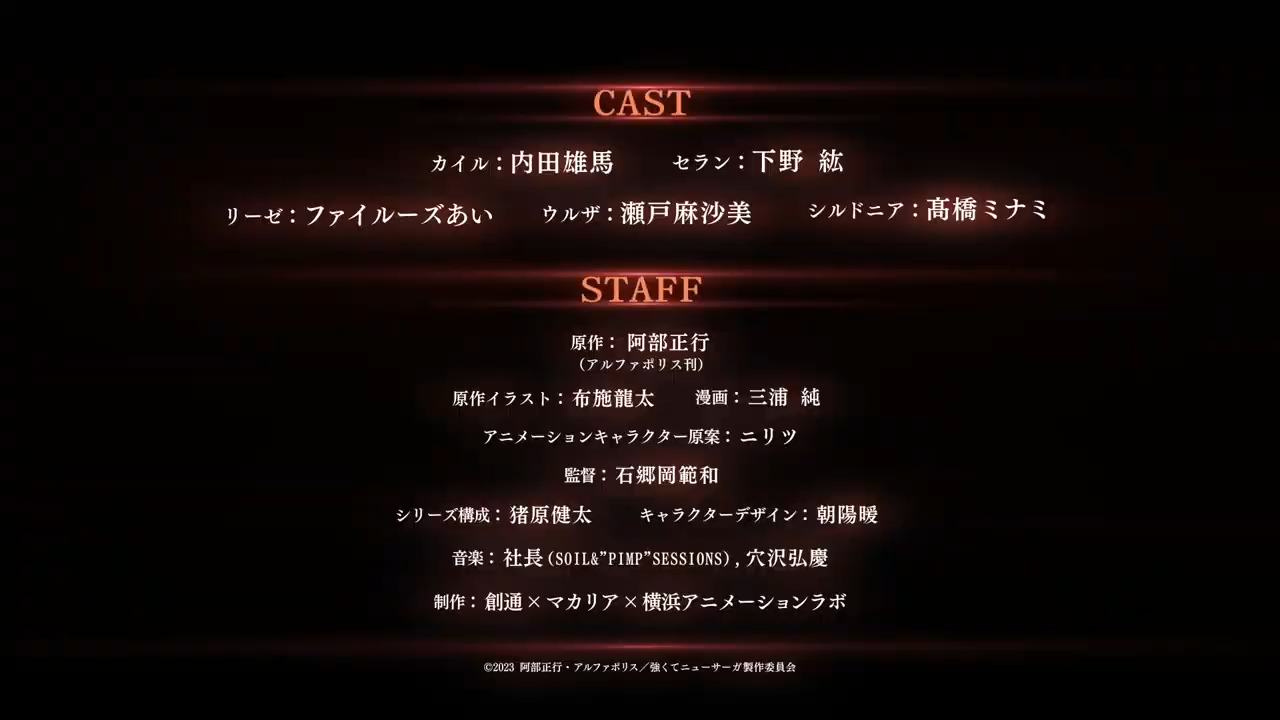 CAST
カイル：内田雄馬　セラン：下野 紘
リーゼ：ファイルーズあい　ウルザ：瀬戸麻沙美　シルドニア：髙橋ミナミ
STAFF
原作： 阿部正行
（アルファポリス刊）
原作イラスト：布施龍太　漫画：三浦 純
アニメーションキャラクター原案：ニリツ
監督：石郷岡範和
シリーズ構成：猪原健太　キャラクターデザイン：朝陽暖
音楽：社長(SOIL&”PIMP”SESSIONS), 穴沢弘慶
制作：創通×マカリア×横浜アニメーションラボ
©2023 阿部正行・アルファポリス／強くてニューサーガ製作委員会